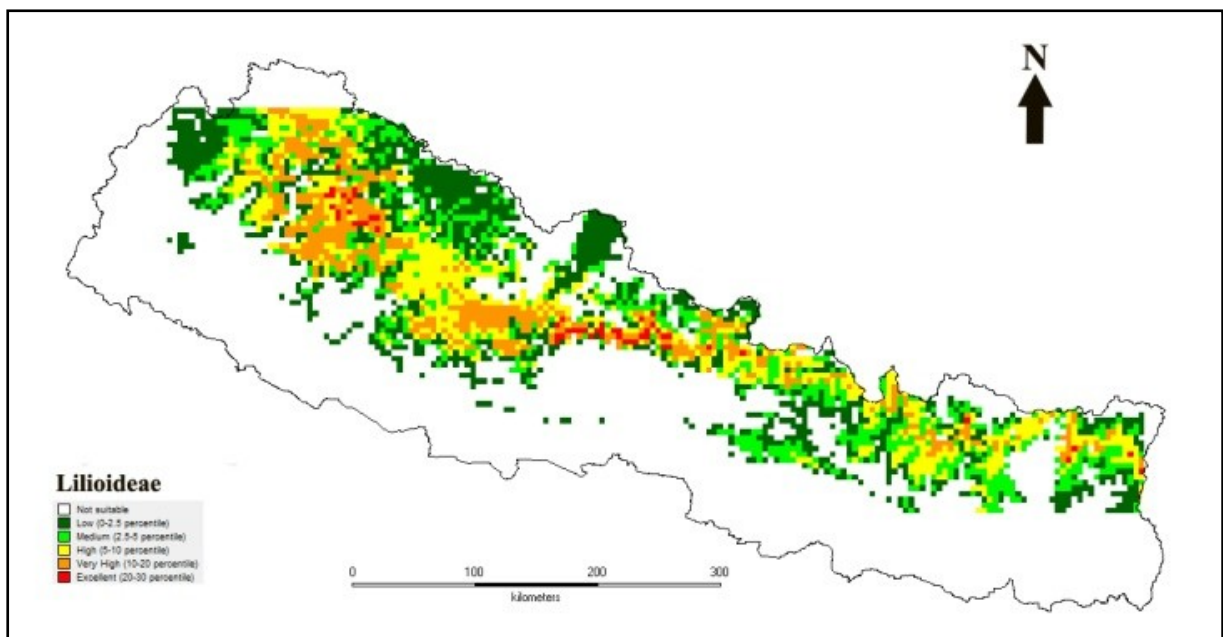 N
Lilioideae
Not suitable
Low (0-2.5 percentile)
Medium (2.5-5 percentile)
High (5-10 percentile)
Very High (10-20 percentile)
Excellent (20-30 percentile)
0 100 200 300
kilometers